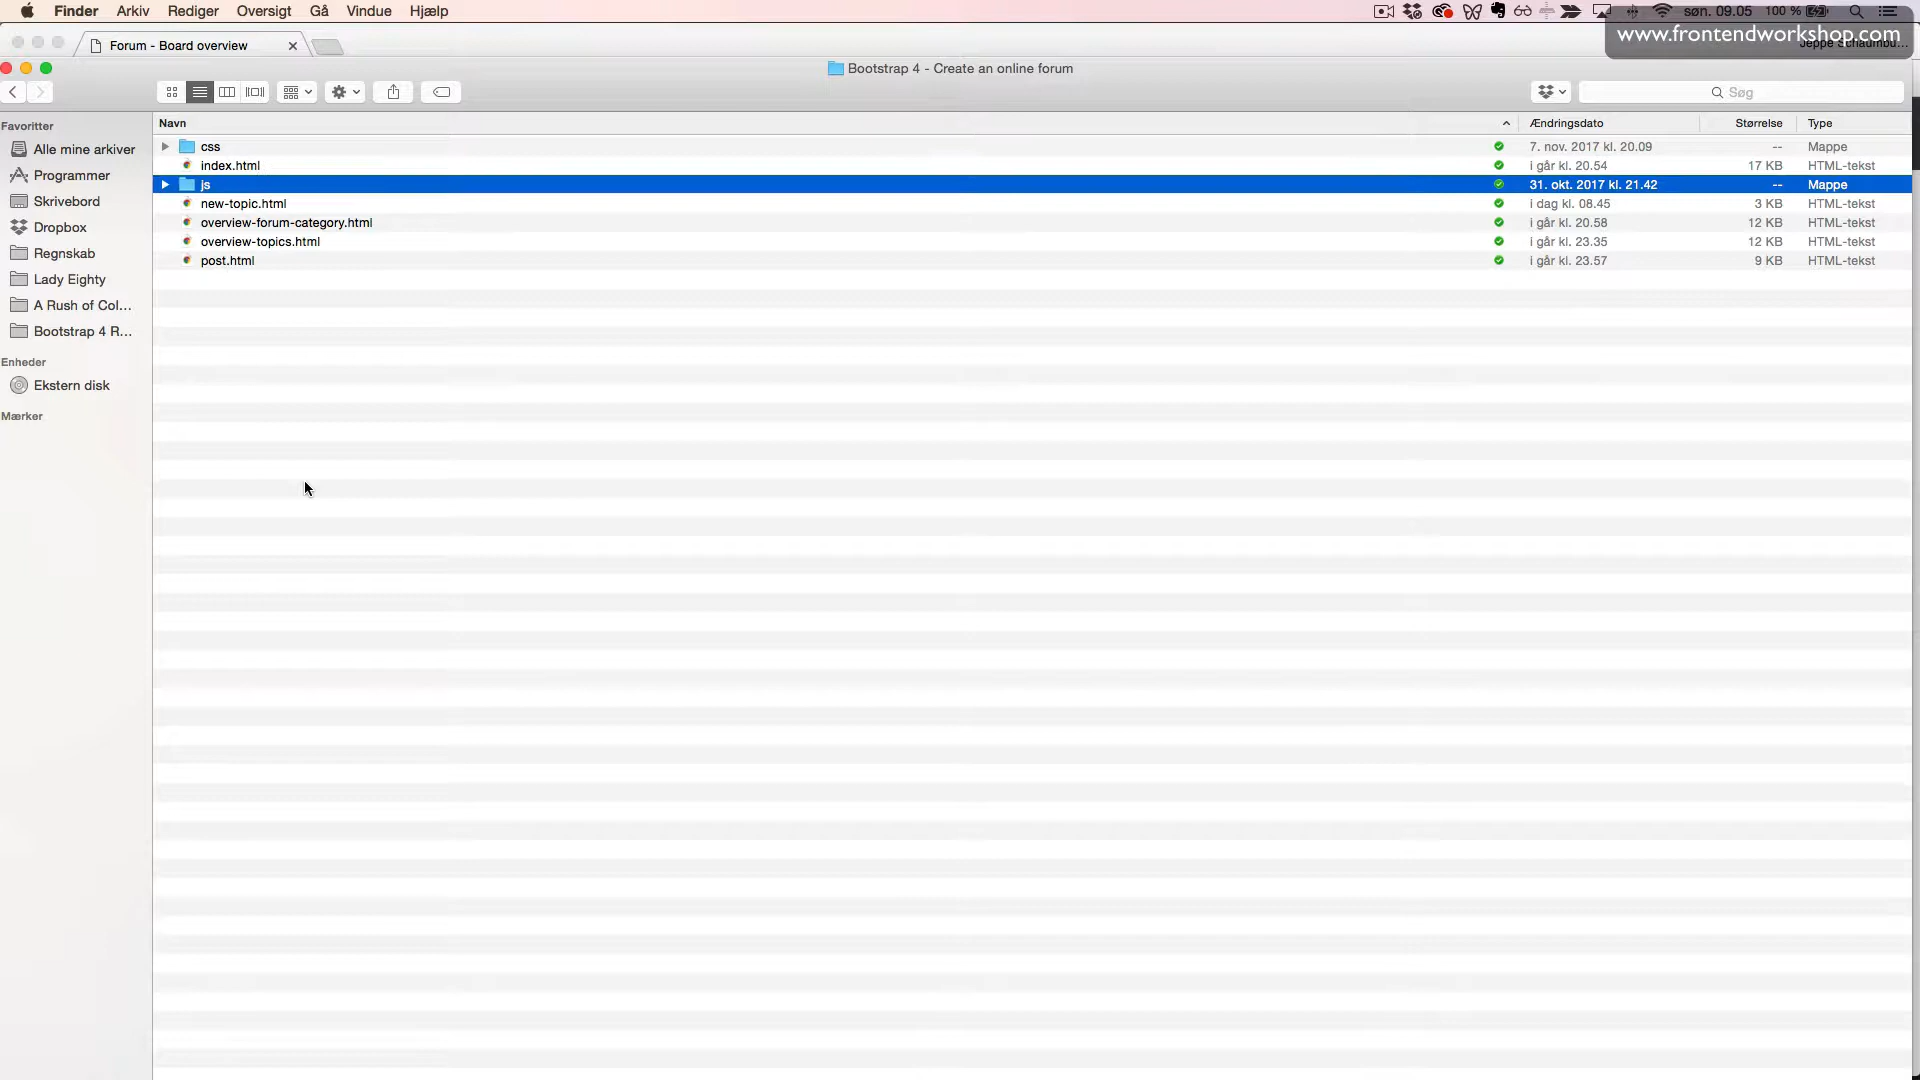 Finder Arkiv Rediger Oversigt Gå Vindue Hjælp
søn. 09.05 100 %
www.frontendworkshop.com
Forum - Board overview
Jeppe Schaumbu...
Bootstrap 4 - Create an online forum
Søg
Favoritter
Alle mine arkiver
Programmer
Skrivebord
Dropbox
Regnskab
Lady Eighty
A Rush of Col...
Bootstrap 4 R...
Enheder
Ekstern disk
Mærker
Navn Ændringsdato Størrelse Type
css 7. nov. 2017 kl. 20.09 -- Mappe
index.html i går kl. 20.54 17 KB HTML-tekst
js 31. okt. 2017 kl. 21.42 -- Mappe
new-topic.html i dag kl. 08.45 3 KB HTML-tekst
overview-forum-category.html i går kl. 20.58 12 KB HTML-tekst
overview-topics.html i går kl. 23.35 12 KB HTML-tekst
post.html i går kl. 23.57 9 KB HTML-tekst